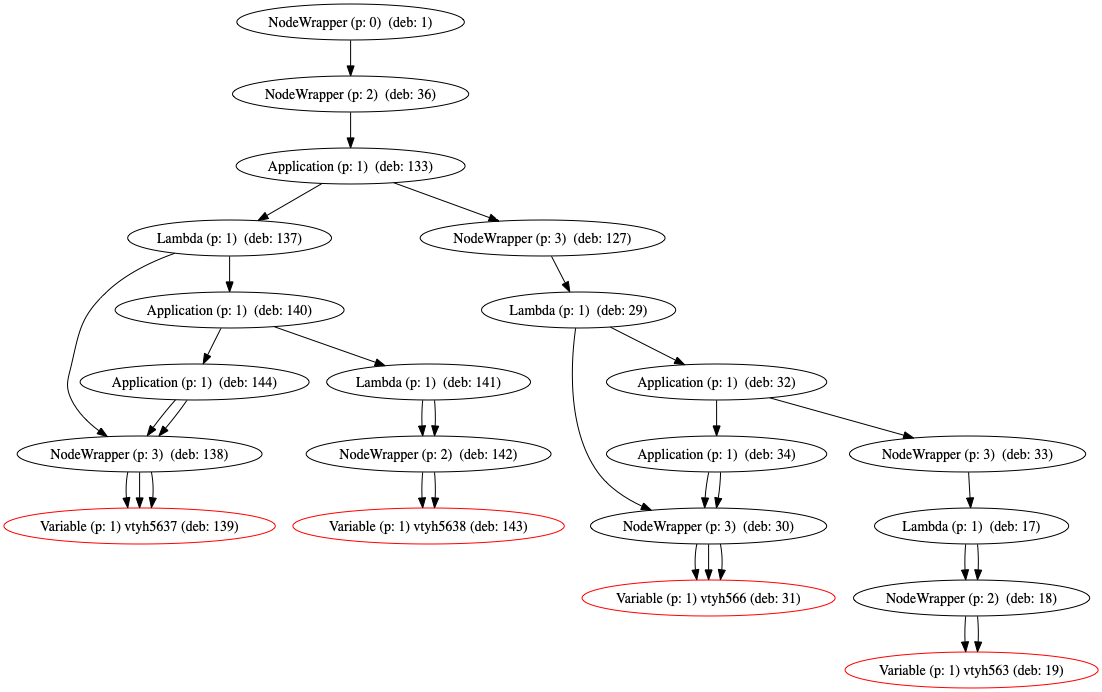 NodeWrapper (p: 0) (deb: 1)
NodeWrapper (p: 2) (deb: 36)
Application (p: 1) (deb: 133)
Lambda (p: 1) (deb: 137)
NodeWrapper (p: 3) (deb: 127)
Application (p: 1) (deb: 140)
Lambda (p: 1) (deb: 29)
Application (p: 1) (deb: 144)
Lambda (p: 1) (deb: 141)
Application (p: 1) (deb: 32)
NodeWrapper (p: 3) (deb: 138)
NodeWrapper (p: 2) (deb: 142)
Application (p: 1) (deb: 34)
NodeWrapper (p: 3) (deb: 33)
Variable (p: 1) vtyh5637 (deb: 139)
Variable (p: 1) vtyh5638 (deb: 143)
NodeWrapper (p: 3) (deb: 30)
Lambda (p: 1) (deb: 17)
Variable (p: 1) vtyh566 (deb: 31)
NodeWrapper (p: 2) (deb: 18)
Variable (p: 1) vtyh563 (deb: 19)